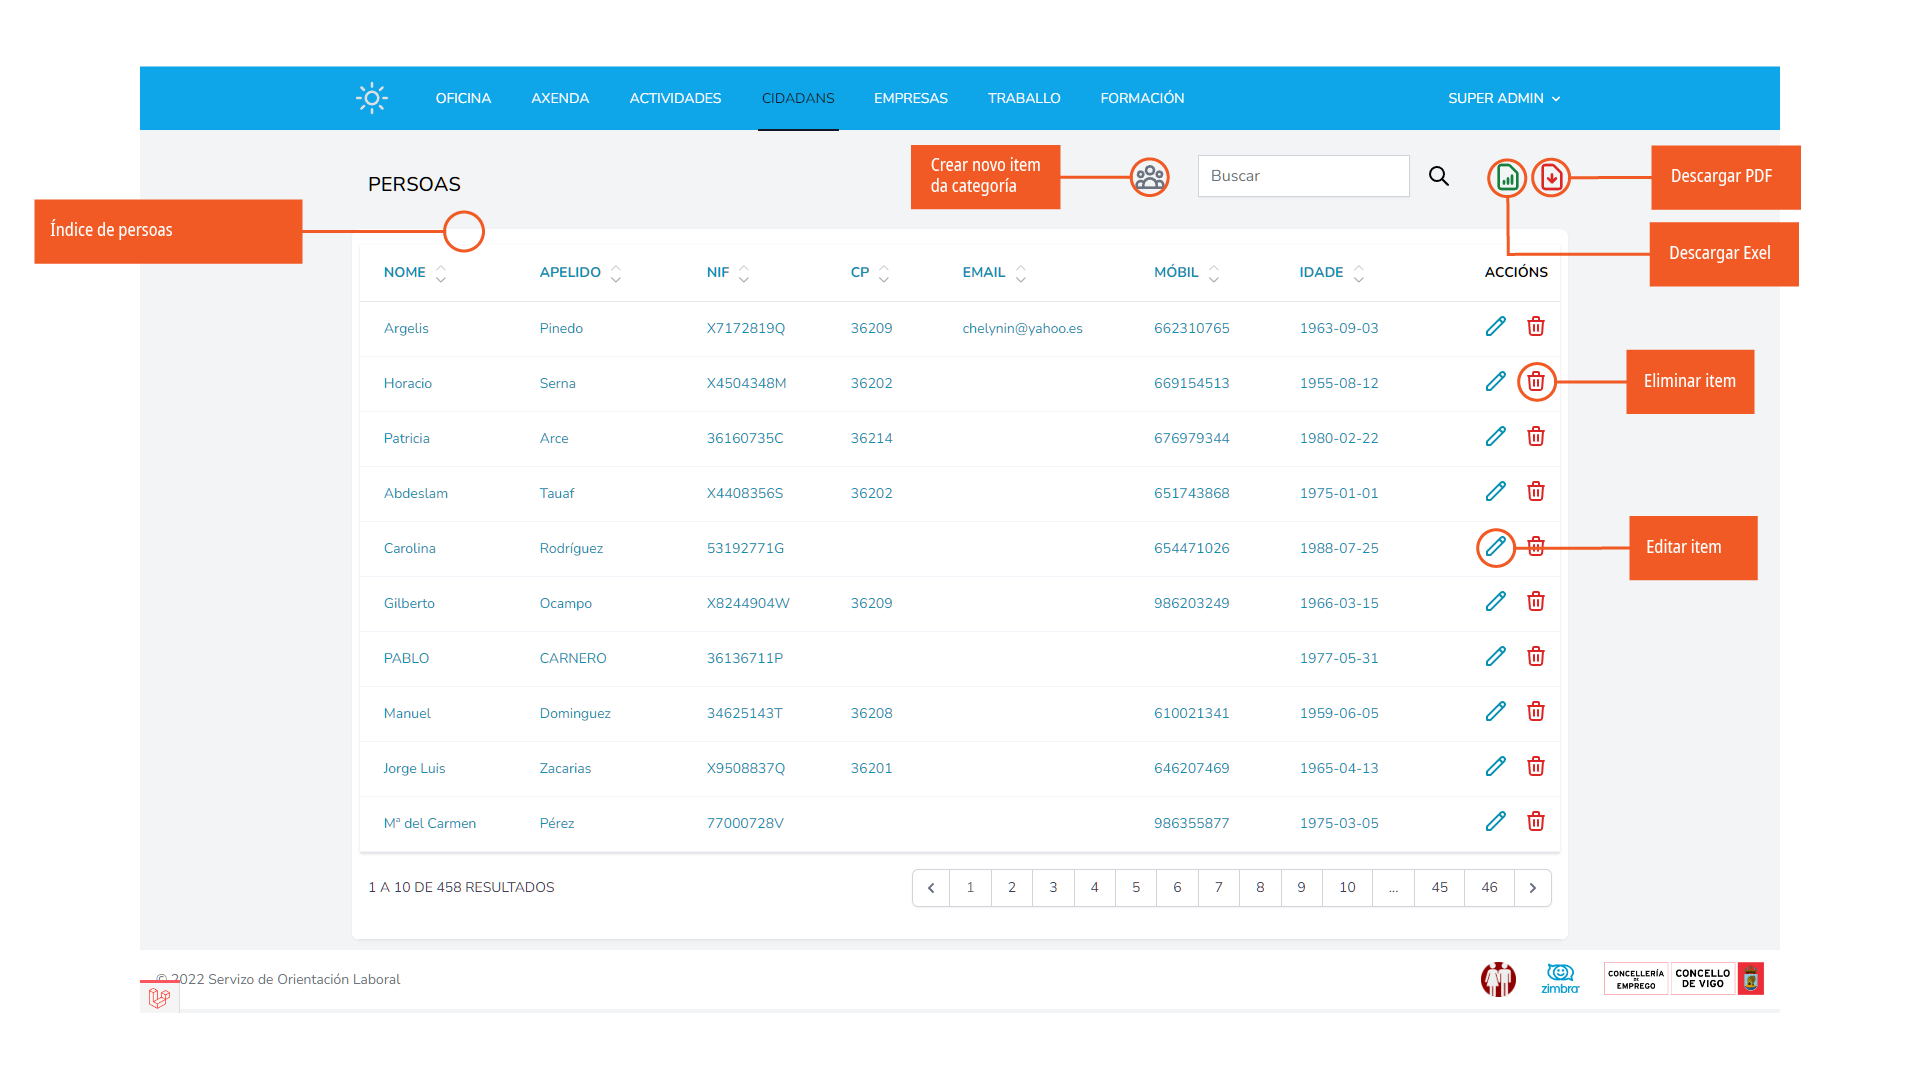 OFICINA AXENDA ACTIVIDADES CIDADANS EMPRESAS TRABALLO FORMACIÓN SUPER ADMIN
PERSOAS
Crear novo item
da categoría
Buscar
Descargar PDF
Índice de persoas
Descargar Exel
NOME APELIDO NIF CP EMAIL MÓBIL IDADE ACCIÓNS
Argelis Pinedo X7172819Q 36209 chelynin@yahoo.es 662310765 1963-09-03
Horacio Serna X4504348M 36202 669154513 1955-08-12
Eliminar item
Patricia Arce 36160735C 36214 676979344 1980-02-22
Abdeslam Tauaf X4408356S 36202 651743868 1975-01-01
Carolina Rodríguez 53192771G 654471026 1988-07-25
Editar item
Gilberto Ocampo X8244904W 36209 986203249 1966-03-15
PABLO CARNERO 36136711P 1977-05-31
Manuel Dominguez 34625143T 36208 610021341 1959-06-05
Jorge Luis Zacarias X9508837Q 36201 646207469 1965-04-13
Mª del Carmen Pérez 77000728V 986355877 1975-03-05
1 A 10 DE 458 RESULTADOS
1 2 3 4 5 6 7 8 9 10 ... 45 46
© 2022 Servizo de Orientación Laboral
zimbra
CONCELLERÍA
DE
EMPREGO
CONCELLO
DE VIGO